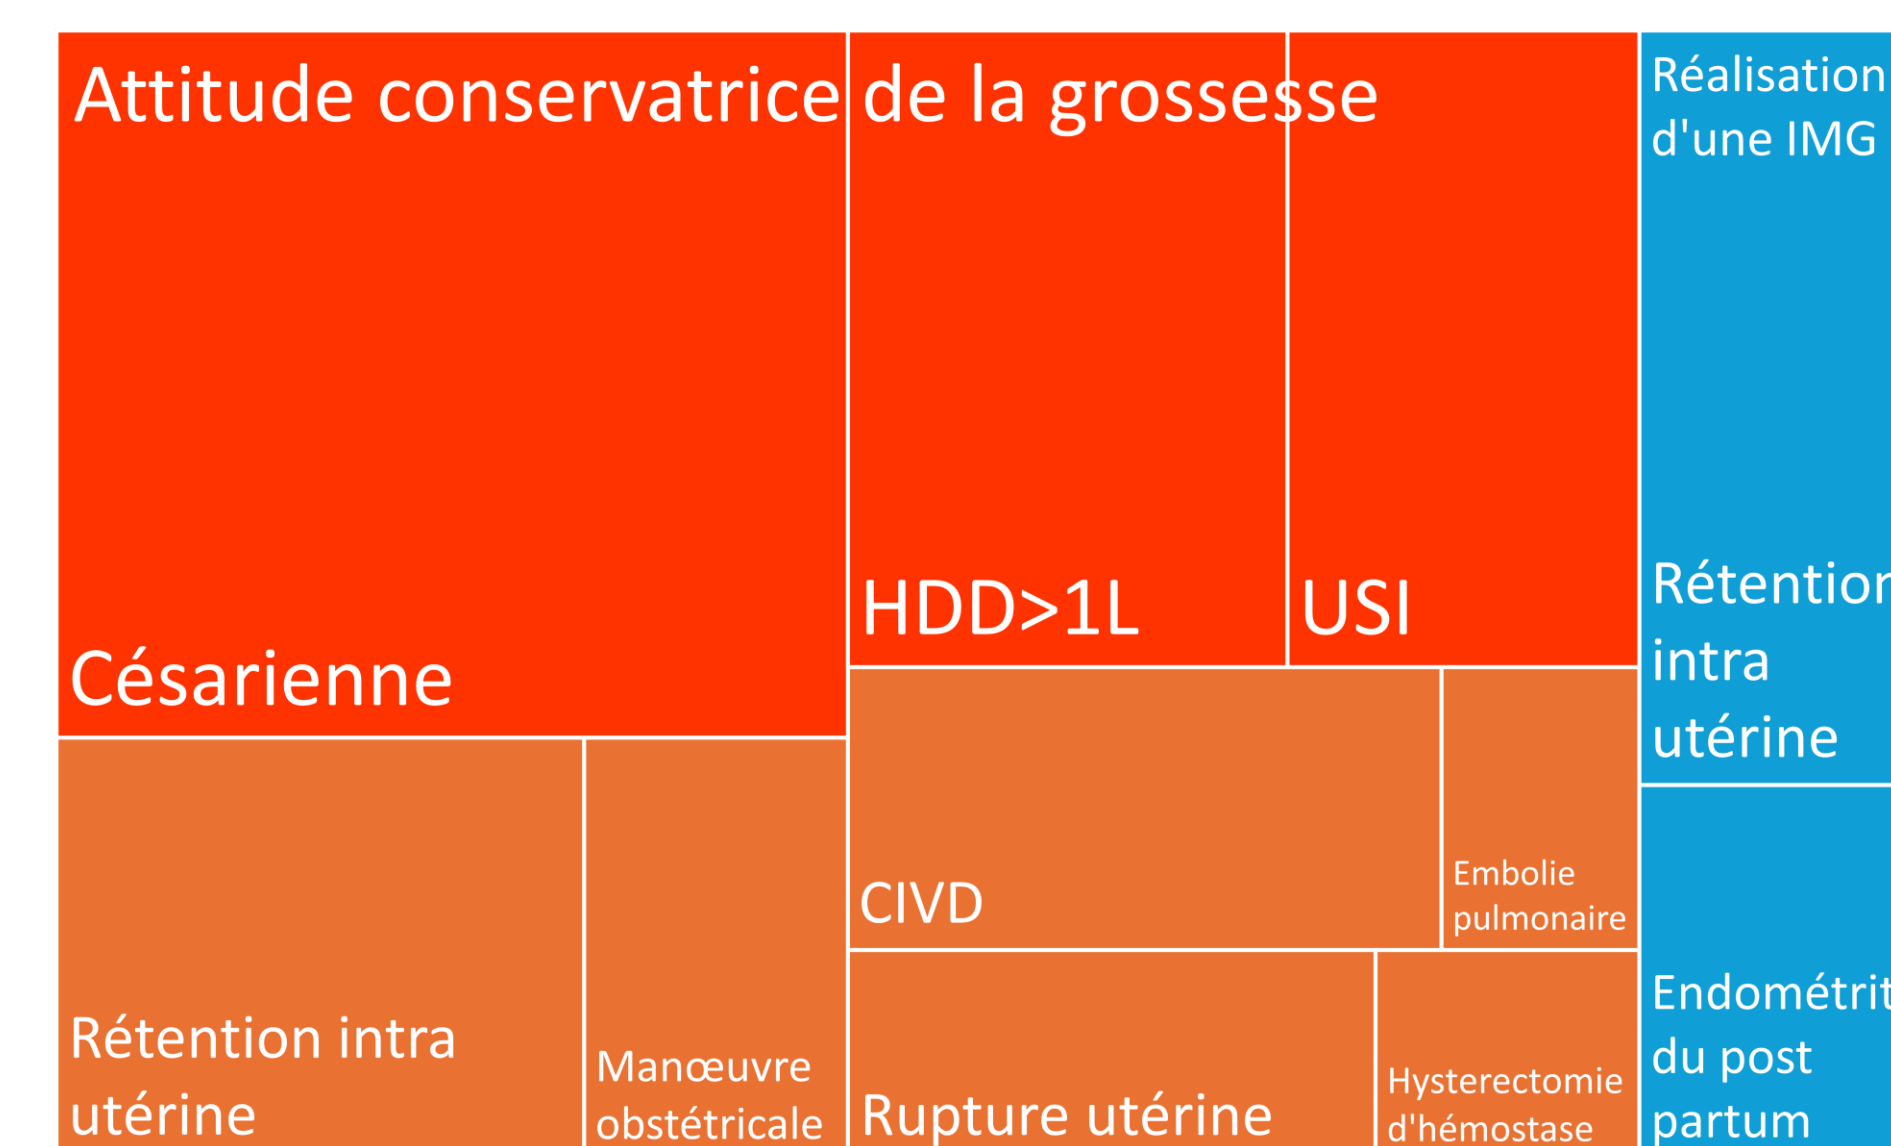 Attitude conservatrice de la grossesse
Césarienne
HDD>1L
USI
Rétention intra
utérine
Manœuvre
obstétricale
CIVD
Embolie
pulmonaire
Rupture utérine
Hysterectomie
d'hémostase
Réalisation
d'une IMG
Rétention
intra
utérine
Endométrit
du post
partum